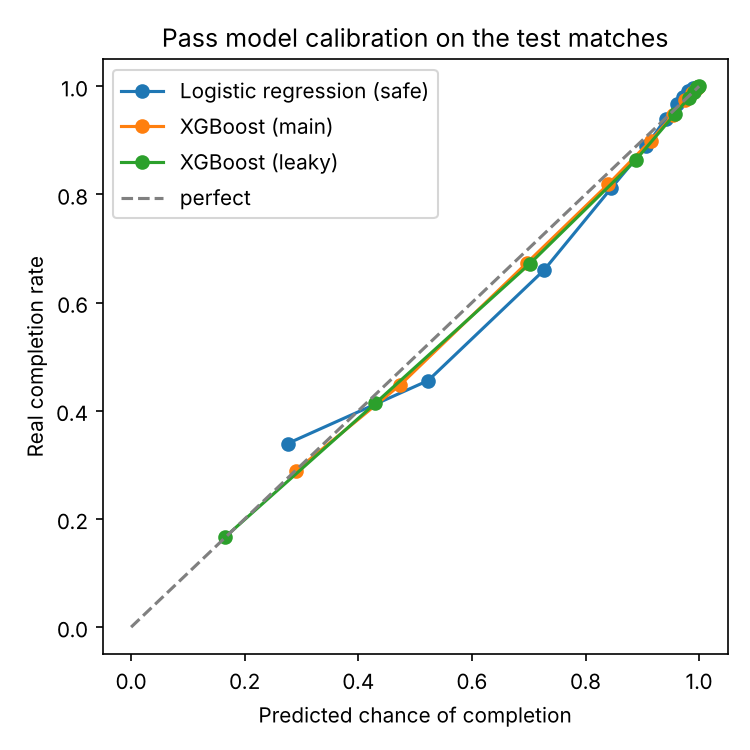 Pass model calibration on the test matches
Logistic regression (safe)
XGBoost (main)
XGBoost (leaky)
perfect
Real completion rate
1.0
0.8
0.6
0.4
0.2
0.0
0.0 0.2 0.4 0.6 0.8 1.0
Predicted chance of completion